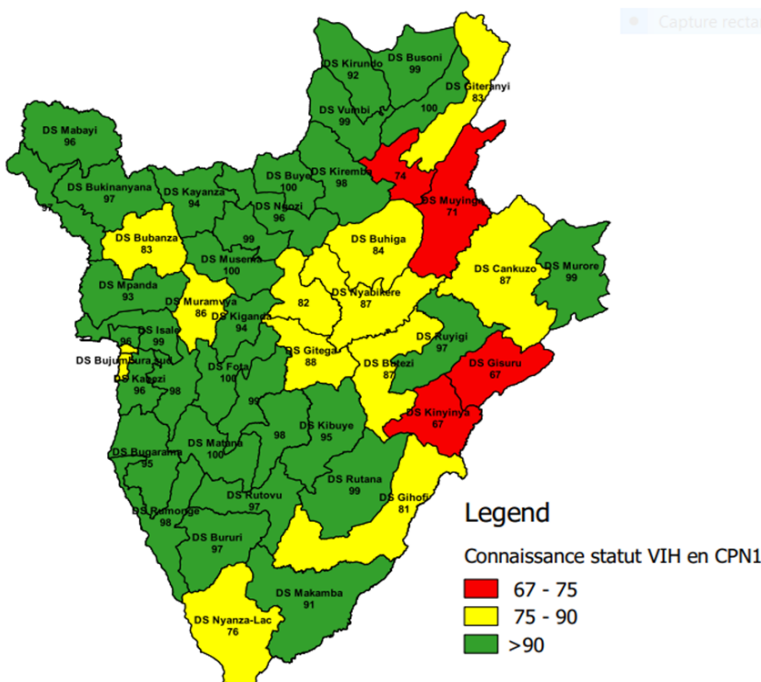 Capture recta
DS Kirundo
92
DS Busoni
99
DS Giteranyi
83
DS Vumbi
99
100
DS Mabayi
96
74
DS Kiremba
98
DS Buye
100
DS Bukinanyana
97
DS Kayanza
94
97
DS Muyinga
71
DS Ngozi
96
DS Bubanza
83
99
DS Buhiga
84
DS Musema
100
DS Cankuzo
87
DS Murore
99
DS Mpanda
93
DS Nyabikere
87
DS Muramvya
86
82
DS Kiganda
94
DS Isale
99
96
DS Ruyigi
97
DS Gitega
88
DS Bujumbura sud
DS Butezi
87
DS Gisuru
67
DS Fota
100
DS Kabezi
96
98
99
DS Kinyinya
67
98
DS Kibuye
95
DS Matana
100
DS Bugarama
95
DS Rutana
99
DS Rutovu
97
DS Gihofi
81
DS Rumonge
98
DS Bururi
97
DS Makamba
91
DS Nyanza-Lac
76
Legend
Connaissance statut VIH en CPN1
67 - 75
75 - 90
>90